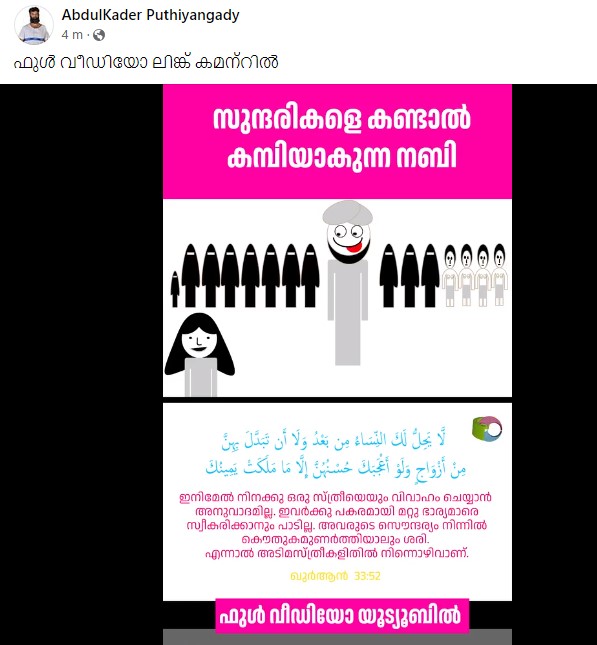 AbdulKader Puthiyangady
4 m ·
ഫുൾ വീഡിയോ ലിങ്ക് കമന്റിൽ
സുന്ദരികളെ കണ്ടാൽ
കമ്പിയാകുന്ന നബി
لَّا يَحِلُّ لَكَ النِّسَاءُ مِن بَعْدُ وَلَا أَن تَبَدَّلَ بِهِنَّ
مِنْ أَزْوَاجٍ وَلَوْ أَعْجَبَكَ حُسْنُهُنَّ إِلَّا مَا مَلَكَتْ يَمِينُكَ
ഇനിമേൽ നിനക്കു ഒരു സ്ത്രീയെയും വിവാഹം ചെയ്യാൻ
അനുവാദമില്ല. ഇവർക്കു പകരമായി മറ്റു ഭാര്യമാരെ
സ്വീകരിക്കാനും പാടില്ല. അവരുടെ സൌന്ദര്യം നിന്നിൽ
കൌതുകമുണർത്തിയാലും ശരി.
എന്നാൽ അടിമസ്ത്രീകളിതിൽ നിന്നൊഴിവാണ്.
ഖുർആൻ 33:52
ഫുൾ വീഡിയോ യൂട്യൂബിൽ